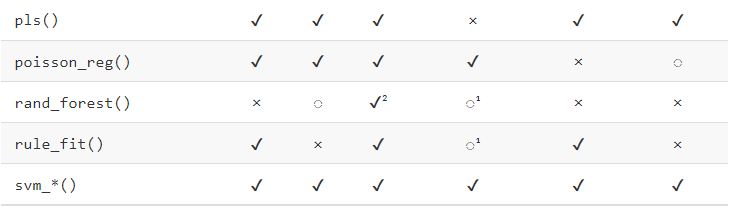 pls() ✓ ✓ ✓ × ✓ ✓
poisson_reg() ✓ ✓ ✓ ✓ × ◌
rand_forest() × ◌ ✓² ◌¹ × ×
rule_fit() ✓ × ✓ ◌¹ ✓ ×
svm_*() ✓ ✓ ✓ ✓ ✓ ✓